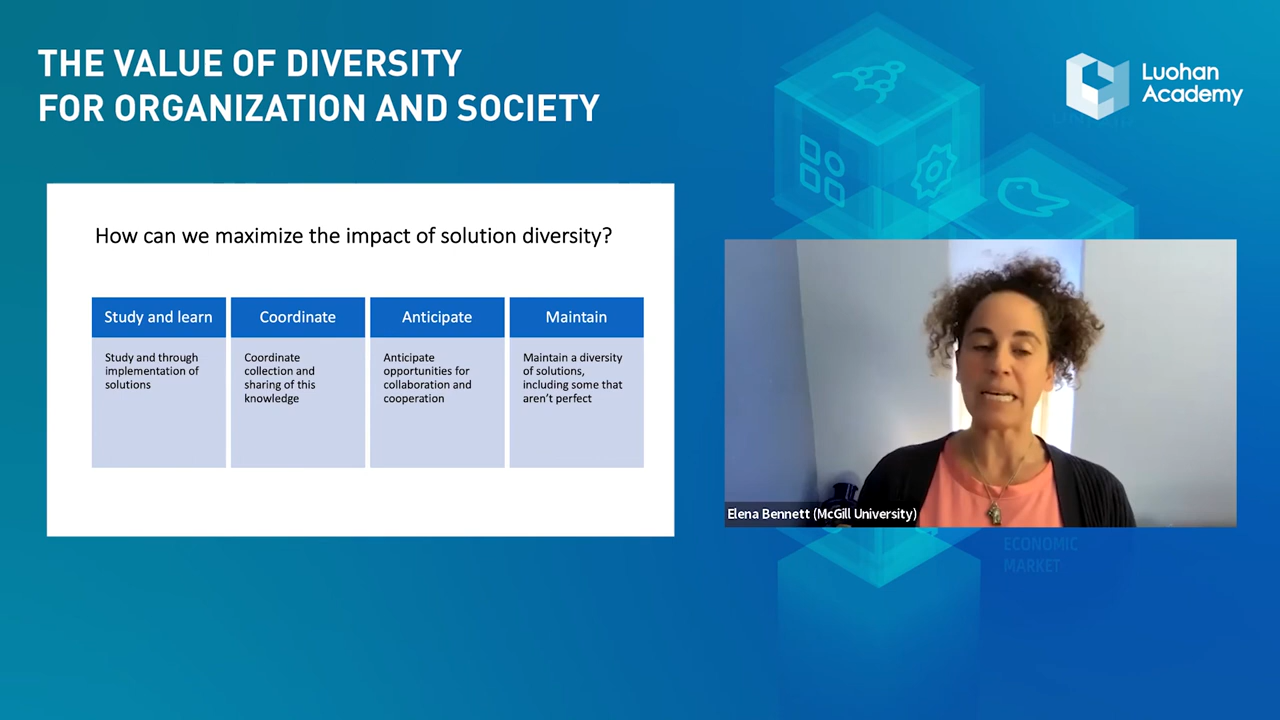 THE VALUE OF DIVERSITY
FOR ORGANIZATION AND SOCIETY
Luohan
Academy
How can we maximize the impact of solution diversity?
Study and learn
Coordinate
Anticipate
Maintain
Study and through
implementation of
solutions
Coordinate
collection and
sharing of this
knowledge
Anticipate
opportunities for
collaboration and
cooperation
Maintain a diversity
of solutions,
including some that
aren't perfect
Elena Bennett (McGill University)
ECONOMIC
MARKET